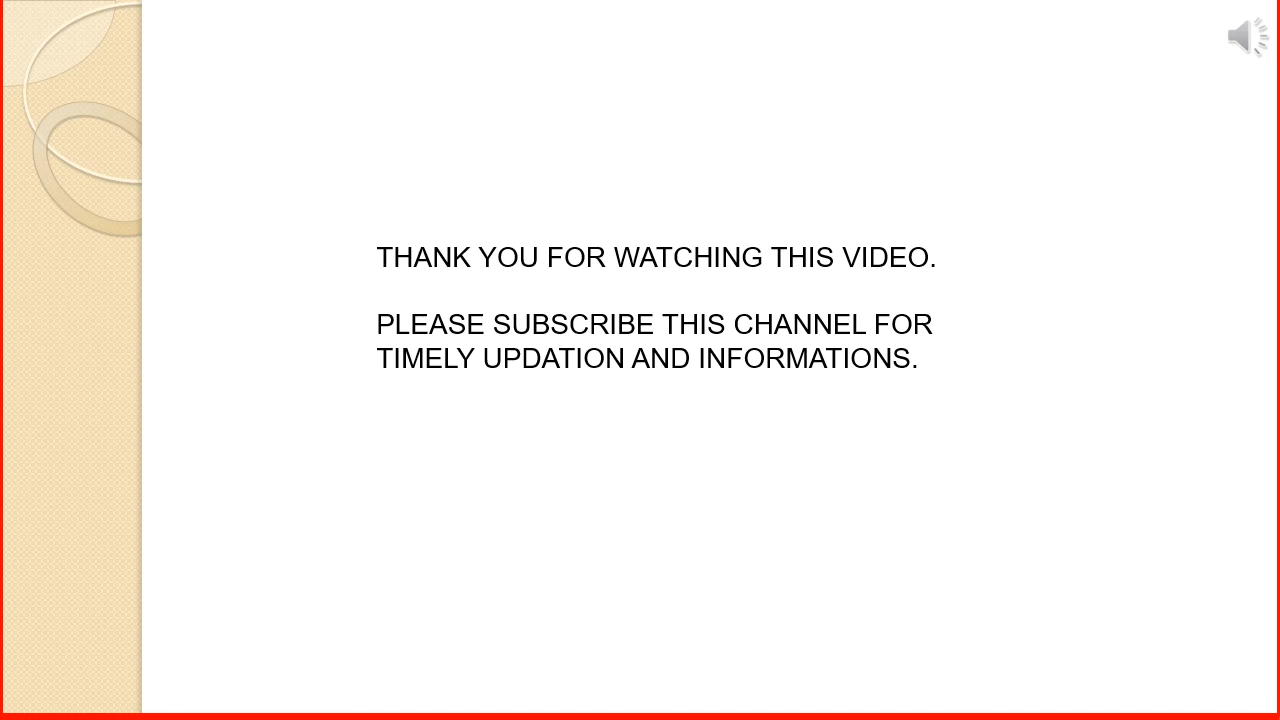 THANK YOU FOR WATCHING THIS VIDEO.
PLEASE SUBSCRIBE THIS CHANNEL FOR
TIMELY UPDATION AND INFORMATIONS.